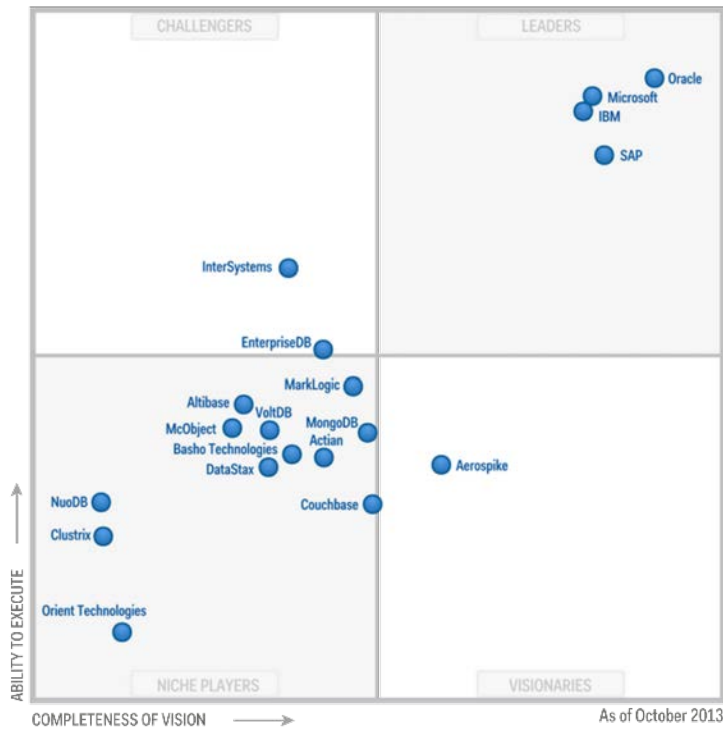 CHALLENGERS
LEADERS
Oracle
Microsoft
IBM
SAP
InterSystems
EnterpriseDB
MarkLogic
Altibase
VoltDB
McObject
MongoDB
Actian
Basho Technologies
DataStax
Aerospike
NuoDB
Couchbase
Clustrix
Orient Technologies
ABILITY TO EXECUTE
NICHE PLAYERS
VISIONARIES
COMPLETENESS OF VISION
As of October 2013